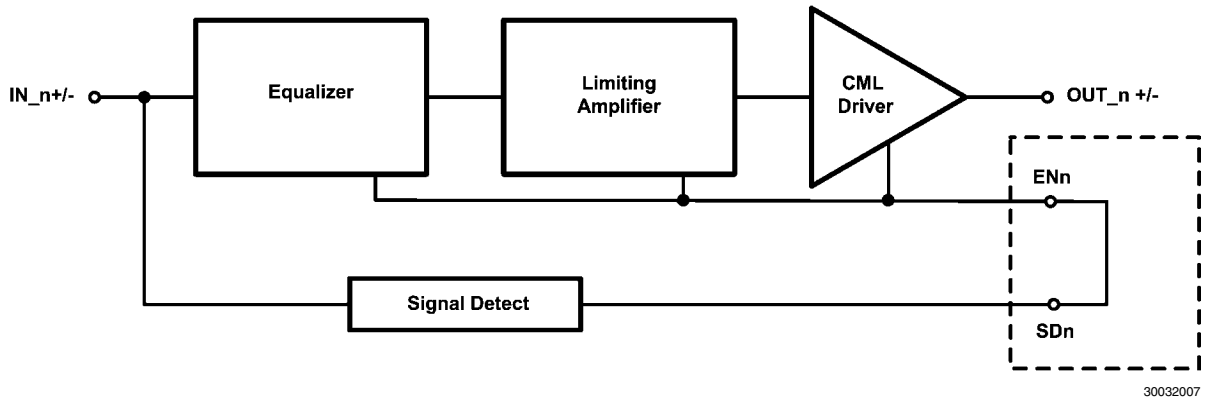 IN_n+/-
Equalizer
Limiting
Amplifier
CML
Driver
OUT_n +/-
ENn
Signal Detect
SDn
30032007